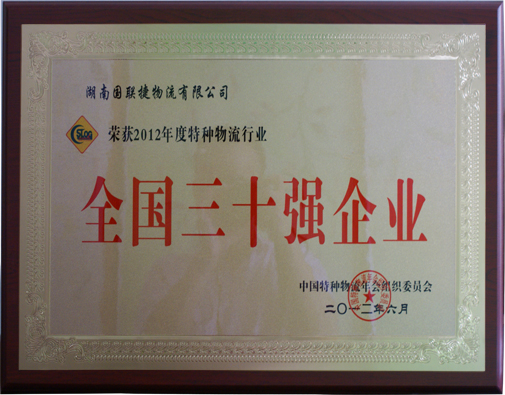 湖南国联捷物流有限公司
荣获2012年度特种物流行业
全国三十强企业
中国特种物流年会组织委员会
二〇一二年六月